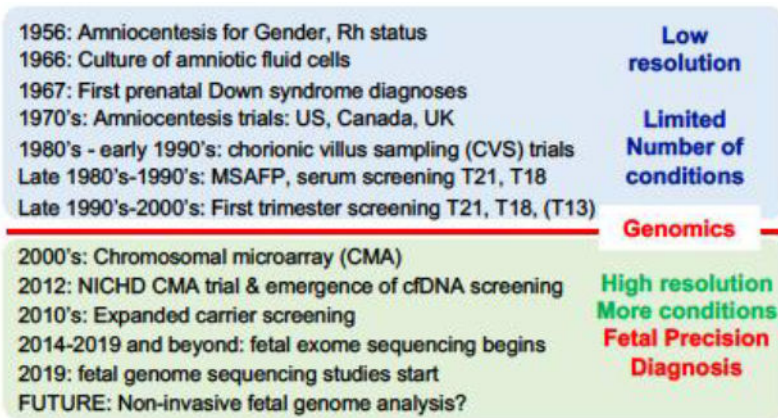 1956: Amniocentesis for Gender, Rh status
1966: Culture of amniotic fluid cells
1967: First prenatal Down syndrome diagnoses
1970's: Amniocentesis trials: US, Canada, UK
1980's - early 1990's: chorionic villus sampling (CVS) trials
Late 1980's-1990's: MSAFP, serum screening T21, T18
Late 1990's-2000's: First trimester screening T21, T18, (T13)
Low
resolution
Limited
Number of
conditions
Genomics
2000's: Chromosomal microarray (CMA)
2012: NICHD CMA trial & emergence of cfDNA screening
2010's: Expanded carrier screening
2014-2019 and beyond: fetal exome sequencing begins
2019: fetal genome sequencing studies start
FUTURE: Non-invasive fetal genome analysis?
High resolution
More conditions
Fetal Precision
Diagnosis